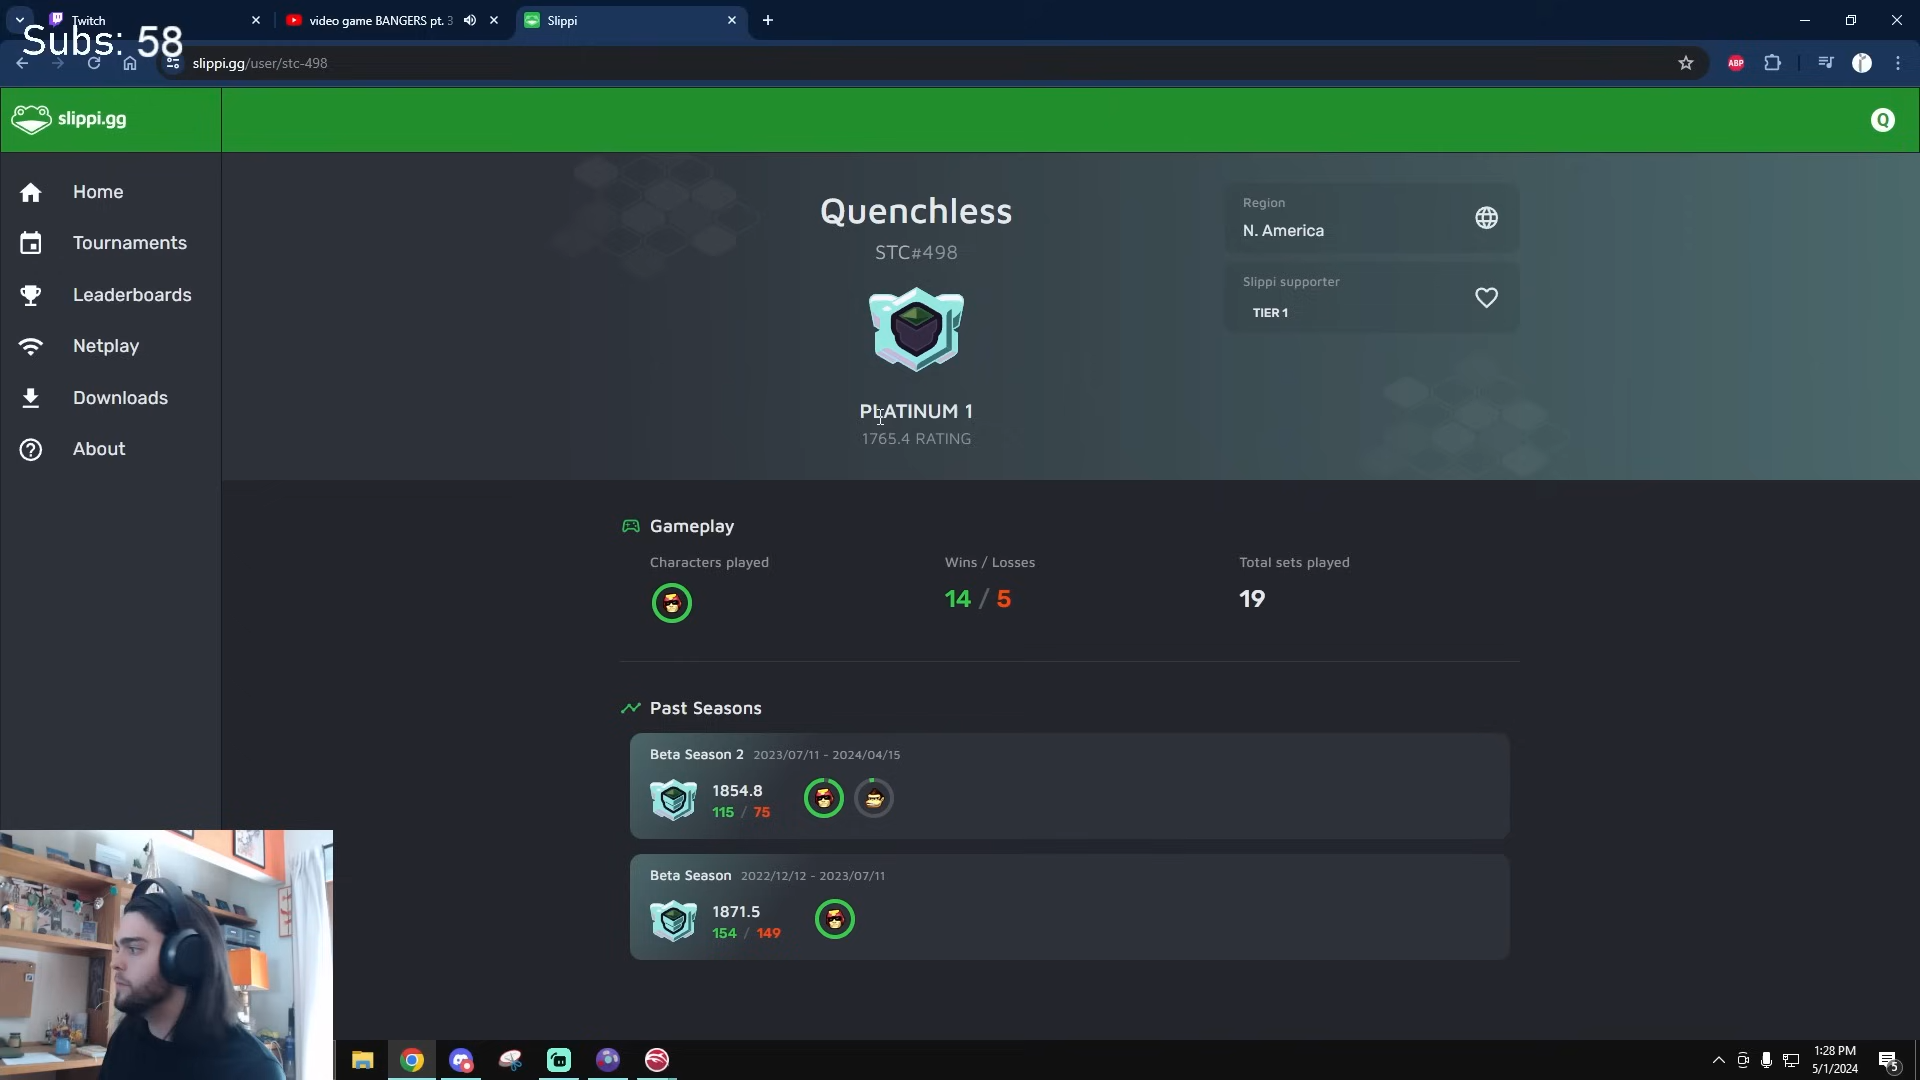 Twitch
video game BANGERS pt. 3
Slippi
Subs: 58
slippi.gg/user/stc-498
ABP
slippi.gg
Q
Home
Tournaments
Leaderboards
Netplay
Downloads
About
Quenchless
STC#498
PLATINUM 1
1765.4 RATING
Region
N. America
Slippi supporter
TIER 1
Gameplay
Characters played
Wins / Losses
14 / 5
Total sets played
19
Past Seasons
Beta Season 2 2023/07/11 - 2024/04/15
1854.8
115 / 75
Beta Season 2022/12/12 - 2023/07/11
1871.5
154 / 149
1:28 PM
5/1/2024
5